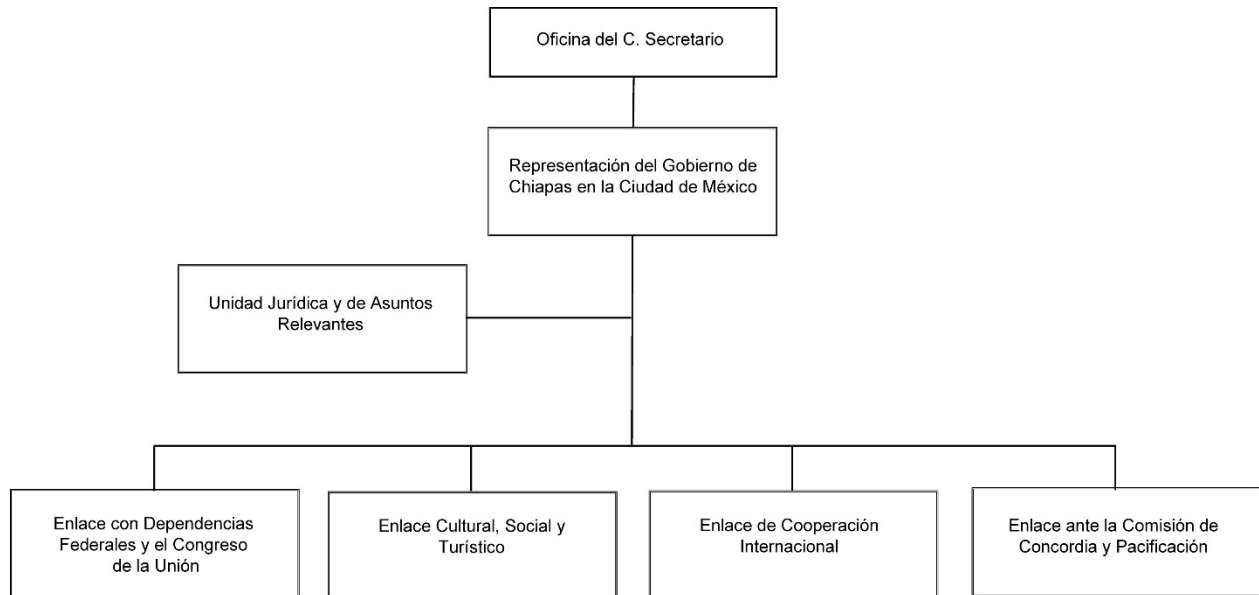 Oficina del C. Secretario
Representación del Gobierno de
Chiapas en la Ciudad de México
Unidad Jurídica y de Asuntos
Relevantes
Enlace con Dependencias
Federales y el Congreso
de la Unión
Enlace Cultural, Social y
Turístico
Enlace de Cooperación
Internacional
Enlace ante la Comisión de
Concordia y Pacificación